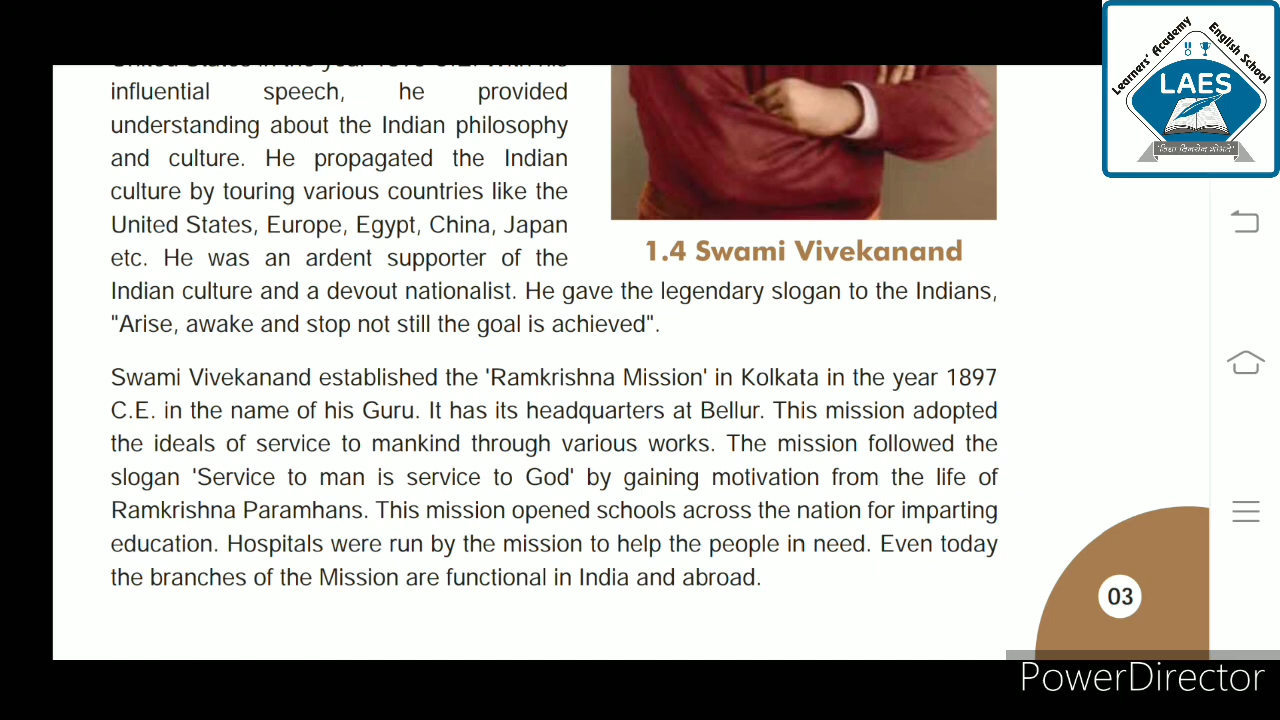 Learners' Academy English School
LAES
influential speech, he provided
understanding about the Indian philosophy
and culture. He propagated the Indian
culture by touring various countries like the
United States, Europe, Egypt, China, Japan
etc. He was an ardent supporter of the
1.4 Swami Vivekanand
Indian culture and a devout nationalist. He gave the legendary slogan to the Indians,
"Arise, awake and stop not still the goal is achieved".
Swami Vivekanand established the 'Ramkrishna Mission' in Kolkata in the year 1897
C.E. in the name of his Guru. It has its headquarters at Bellur. This mission adopted
the ideals of service to mankind through various works. The mission followed the
slogan 'Service to man is service to God' by gaining motivation from the life of
Ramkrishna Paramhans. This mission opened schools across the nation for imparting
education. Hospitals were run by the mission to help the people in need. Even today
the branches of the Mission are functional in India and abroad.
03
PowerDirector